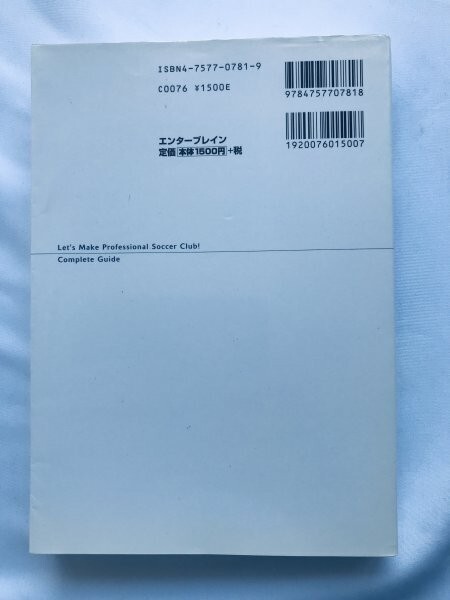 ISBN4-7577-0781-9
C0076 ¥1500E
9784757707818
1920076015007
エンターブレイン
定価 本体1500円 +税
Let's Make Professional Soccer Club!
Complete Guide